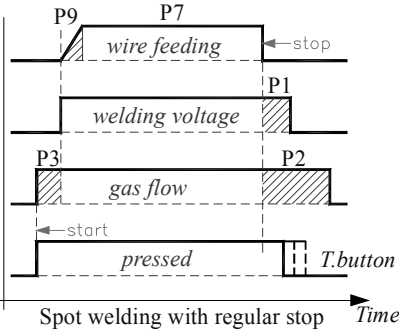 P9
P7
wire feeding
stop
P1
welding voltage
P3
P2
gas flow
start
pressed
T.button
Spot welding with regular stop
Time